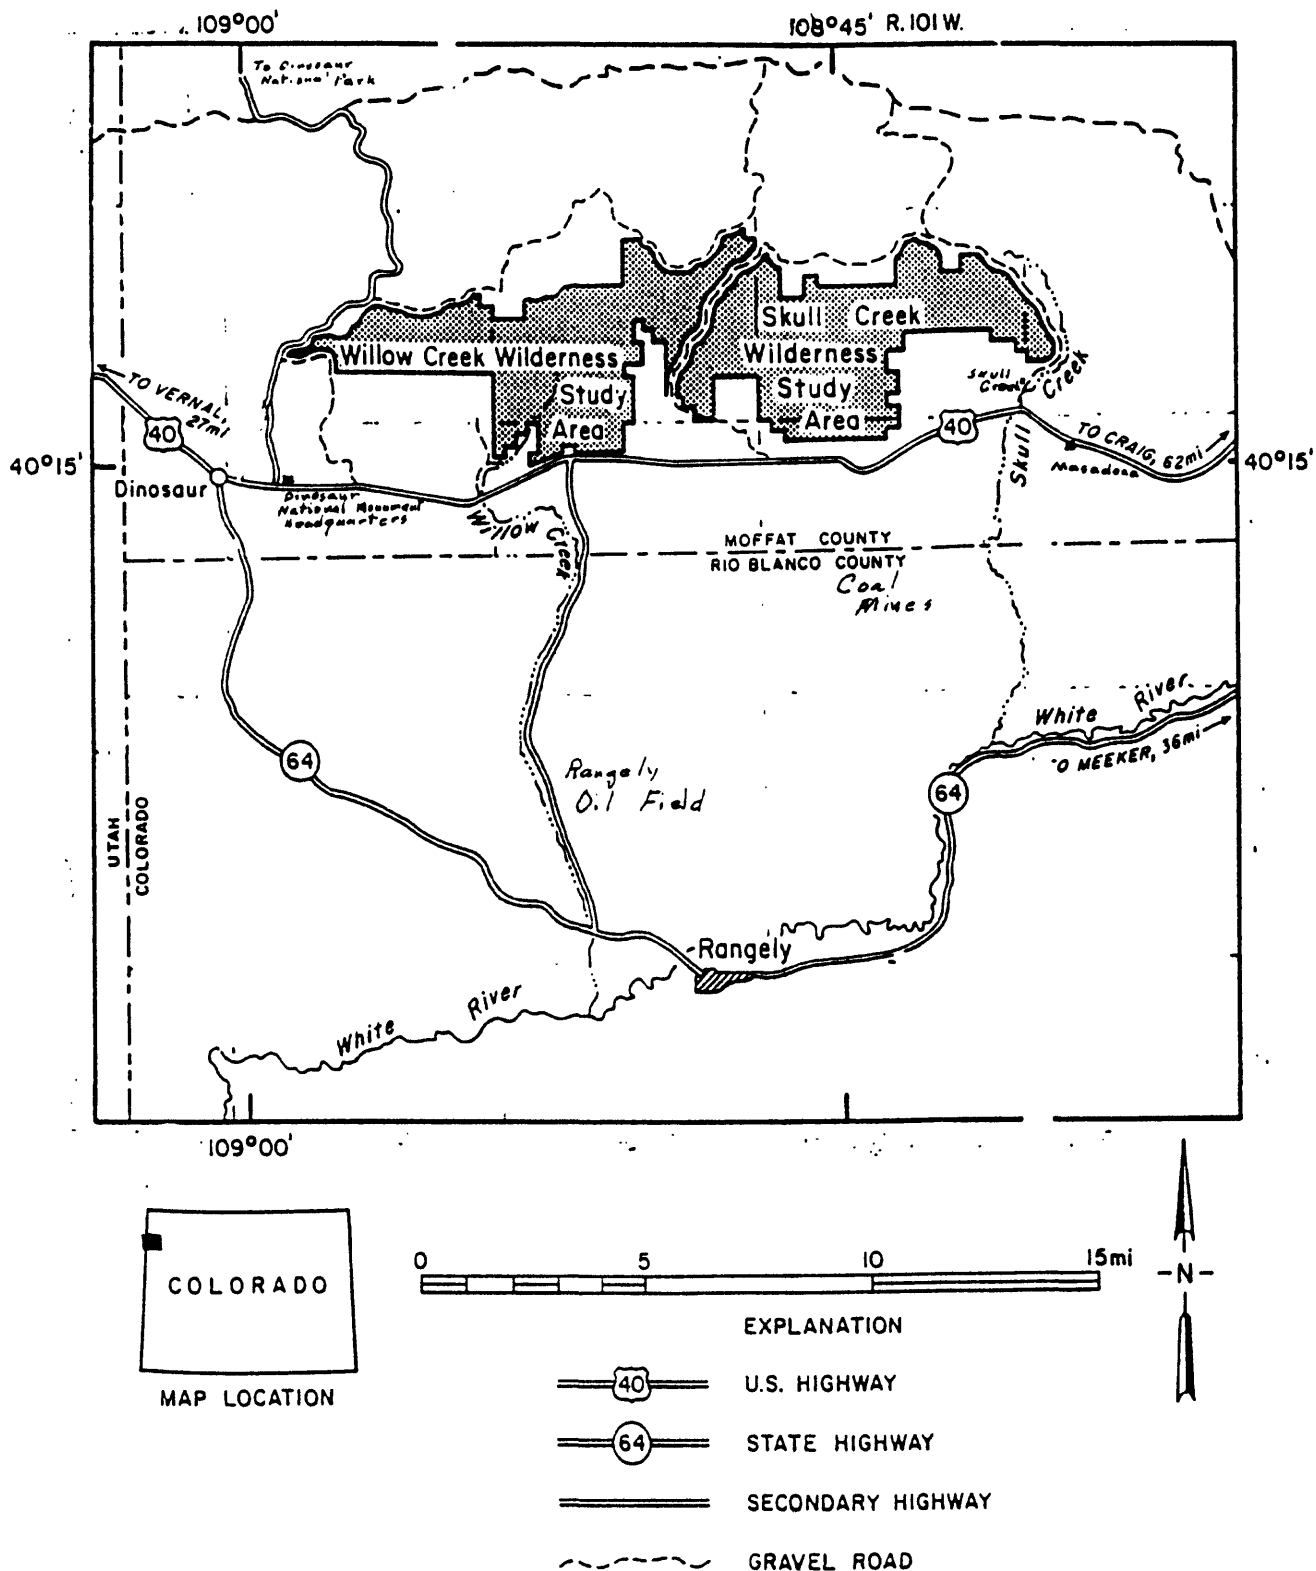 109°00'
108°45' R. 101 W.
To Dinosaur
National Park
Skull Creek
Wilderness
Study
Area
Willow Creek Wilderness
Study
Area
Skull
Creek
Creek
Skull
TO VERNAL,
27mi
40
40
TO CRAIG, 62mi
Masadona
40°15'
40°15'
Dinosaur
Dinosaur
National Monument
Headquarters
Willow
Creek
MOFFAT COUNTY
RIO BLANCO COUNTY
Coal
Mines
White River
O MEEKER, 36mi
64
64
Rangely
Oil Field
UTAH
COLORADO
Rangely
White River
109°00'
COLORADO
MAP LOCATION
0 5 10 15mi
N
EXPLANATION
40 U.S. HIGHWAY
64 STATE HIGHWAY
SECONDARY HIGHWAY
GRAVEL ROAD